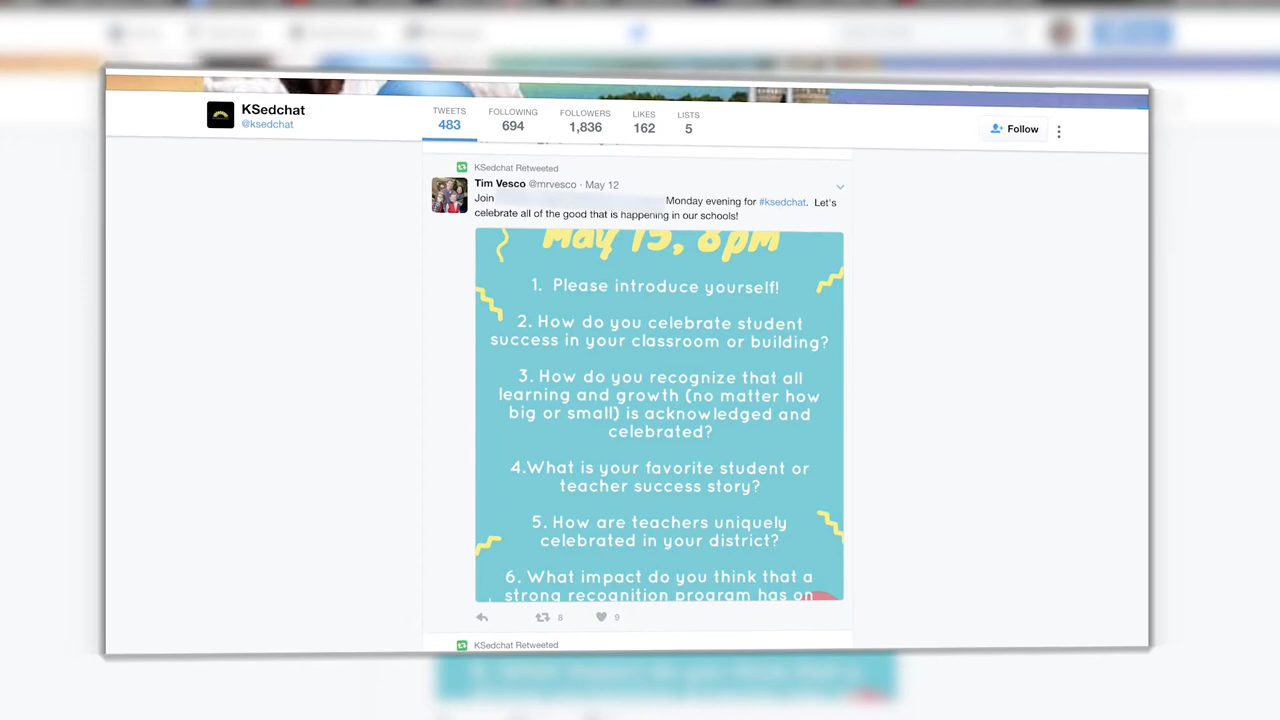 KSedchat
@ksedchat
TWEETS FOLLOWING FOLLOWERS LIKES LISTS
483 694 1,836 162 5
Follow
KSedchat Retweeted
Tim Vesco @mrvesco · May 12
Join Monday evening for #ksedchat. Let's
celebrate all of the good that is happening in our schools!
May 15, 8pm
1. Please introduce yourself!
2. How do you celebrate student
success in your classroom or building?
3. How do you recognize that all
learning and growth (no matter how
big or small) is acknowledged and
celebrated?
4.What is your favorite student or
teacher success story?
5. How are teachers uniquely
celebrated in your district?
6. What impact do you think that a
strong recognition program has on
8 9
KSedchat Retweeted